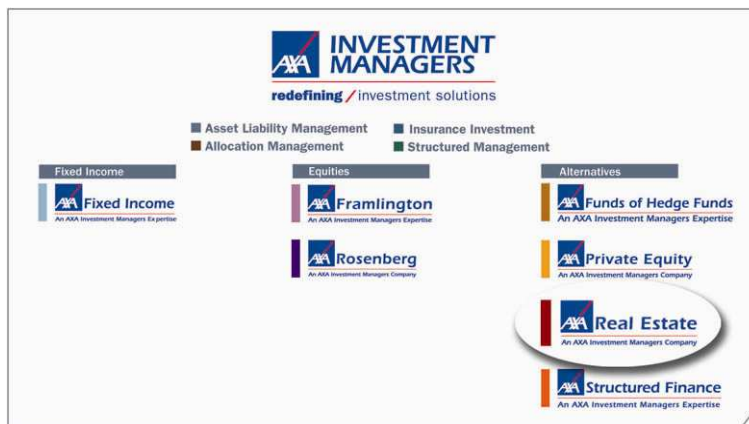 AXA INVESTMENT
MANAGERS
redefining / investment solutions
Asset Liability Management
Insurance Investment
Allocation Management
Structured Management
Fixed Income
AXA Fixed Income
An AXA Investment Managers Expertise
Equities
AXA Framlington
An AXA Investment Managers Expertise
AXA Rosenberg
An AXA Investment Managers Company
Alternatives
AXA Funds of Hedge Funds
An AXA Investment Managers Expertise
AXA Private Equity
An AXA Investment Managers Company
AXA Real Estate
An AXA Investment Managers Company
AXA Structured Finance
An AXA Investment Managers Expertise